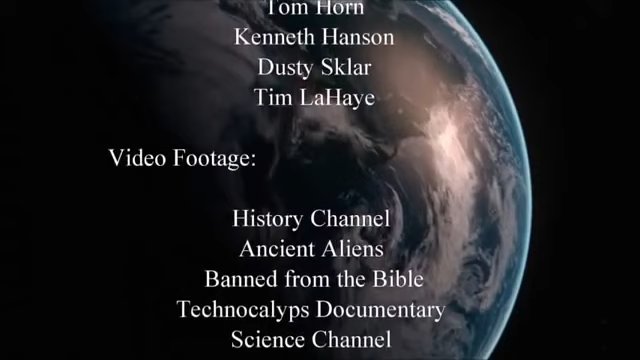 Tom Horn
Kenneth Hanson
Dusty Sklar
Tim LaHaye
Video Footage:
History Channel
Ancient Aliens
Banned from the Bible
Technocalyps Documentary
Science Channel